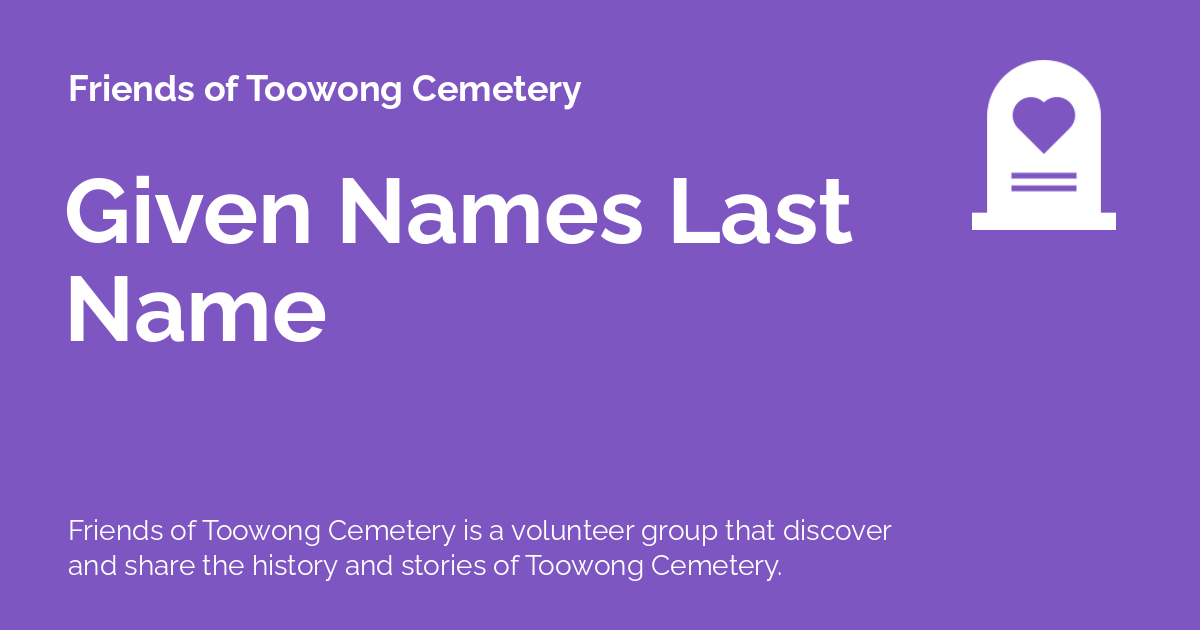 Friends of Toowong Cemetery
Given Names Last
Name
Friends of Toowong Cemetery is a volunteer group that discover
and share the history and stories of Toowong Cemetery.